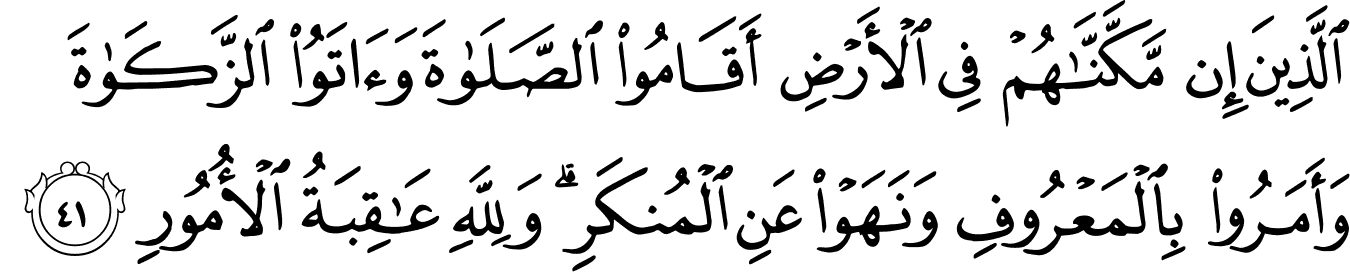 ٱلَّذِينَ إِن مَّكَّنَّـٰهُمۡ فِي ٱلۡأَرۡضِ أَقَامُواْ ٱلصَّلَوٰةَ وَءَاتَوُاْ ٱلزَّكَوٰةَ
وَأَمَرُواْ بِٱلۡمَعۡرُوفِ وَنَهَوۡاْ عَنِ ٱلۡمُنكَرِۗ وَلِلَّهِ عَـٰقِبَةُ ٱلۡأُمُورِ ٤١